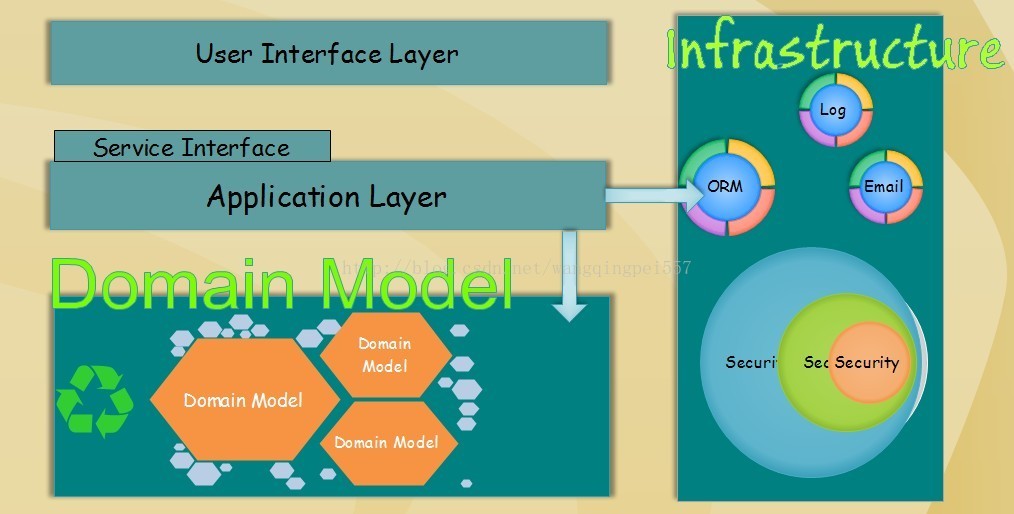 User Interface Layer
Infrastructure
Log
Service Interface
ORM
Email
Application Layer
http://blog.csdn.net/wangqingpei557
Domain Model
Domain
Model
Domain Model
Domain Model
Securi
Sec
Security